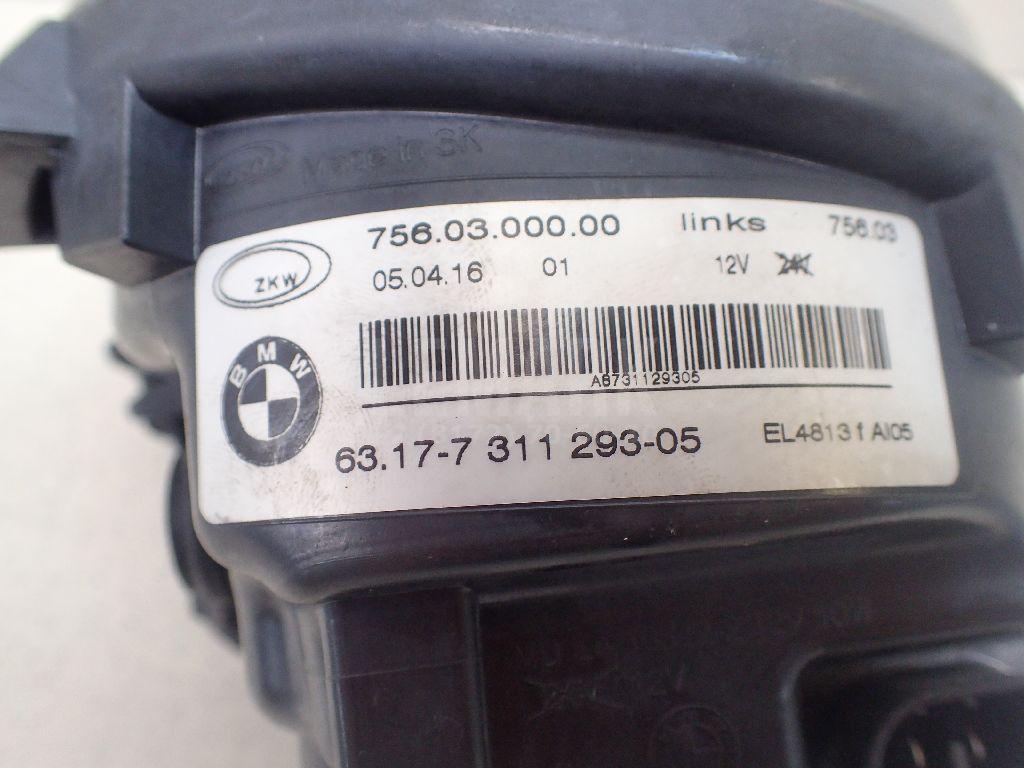 Made in SK
756.03.000.00 links 756.03
ZKW 05.04.16 01 12V 24V
BMW
A6731129305
63.17-7 311 293-05 EL4813 f AI05